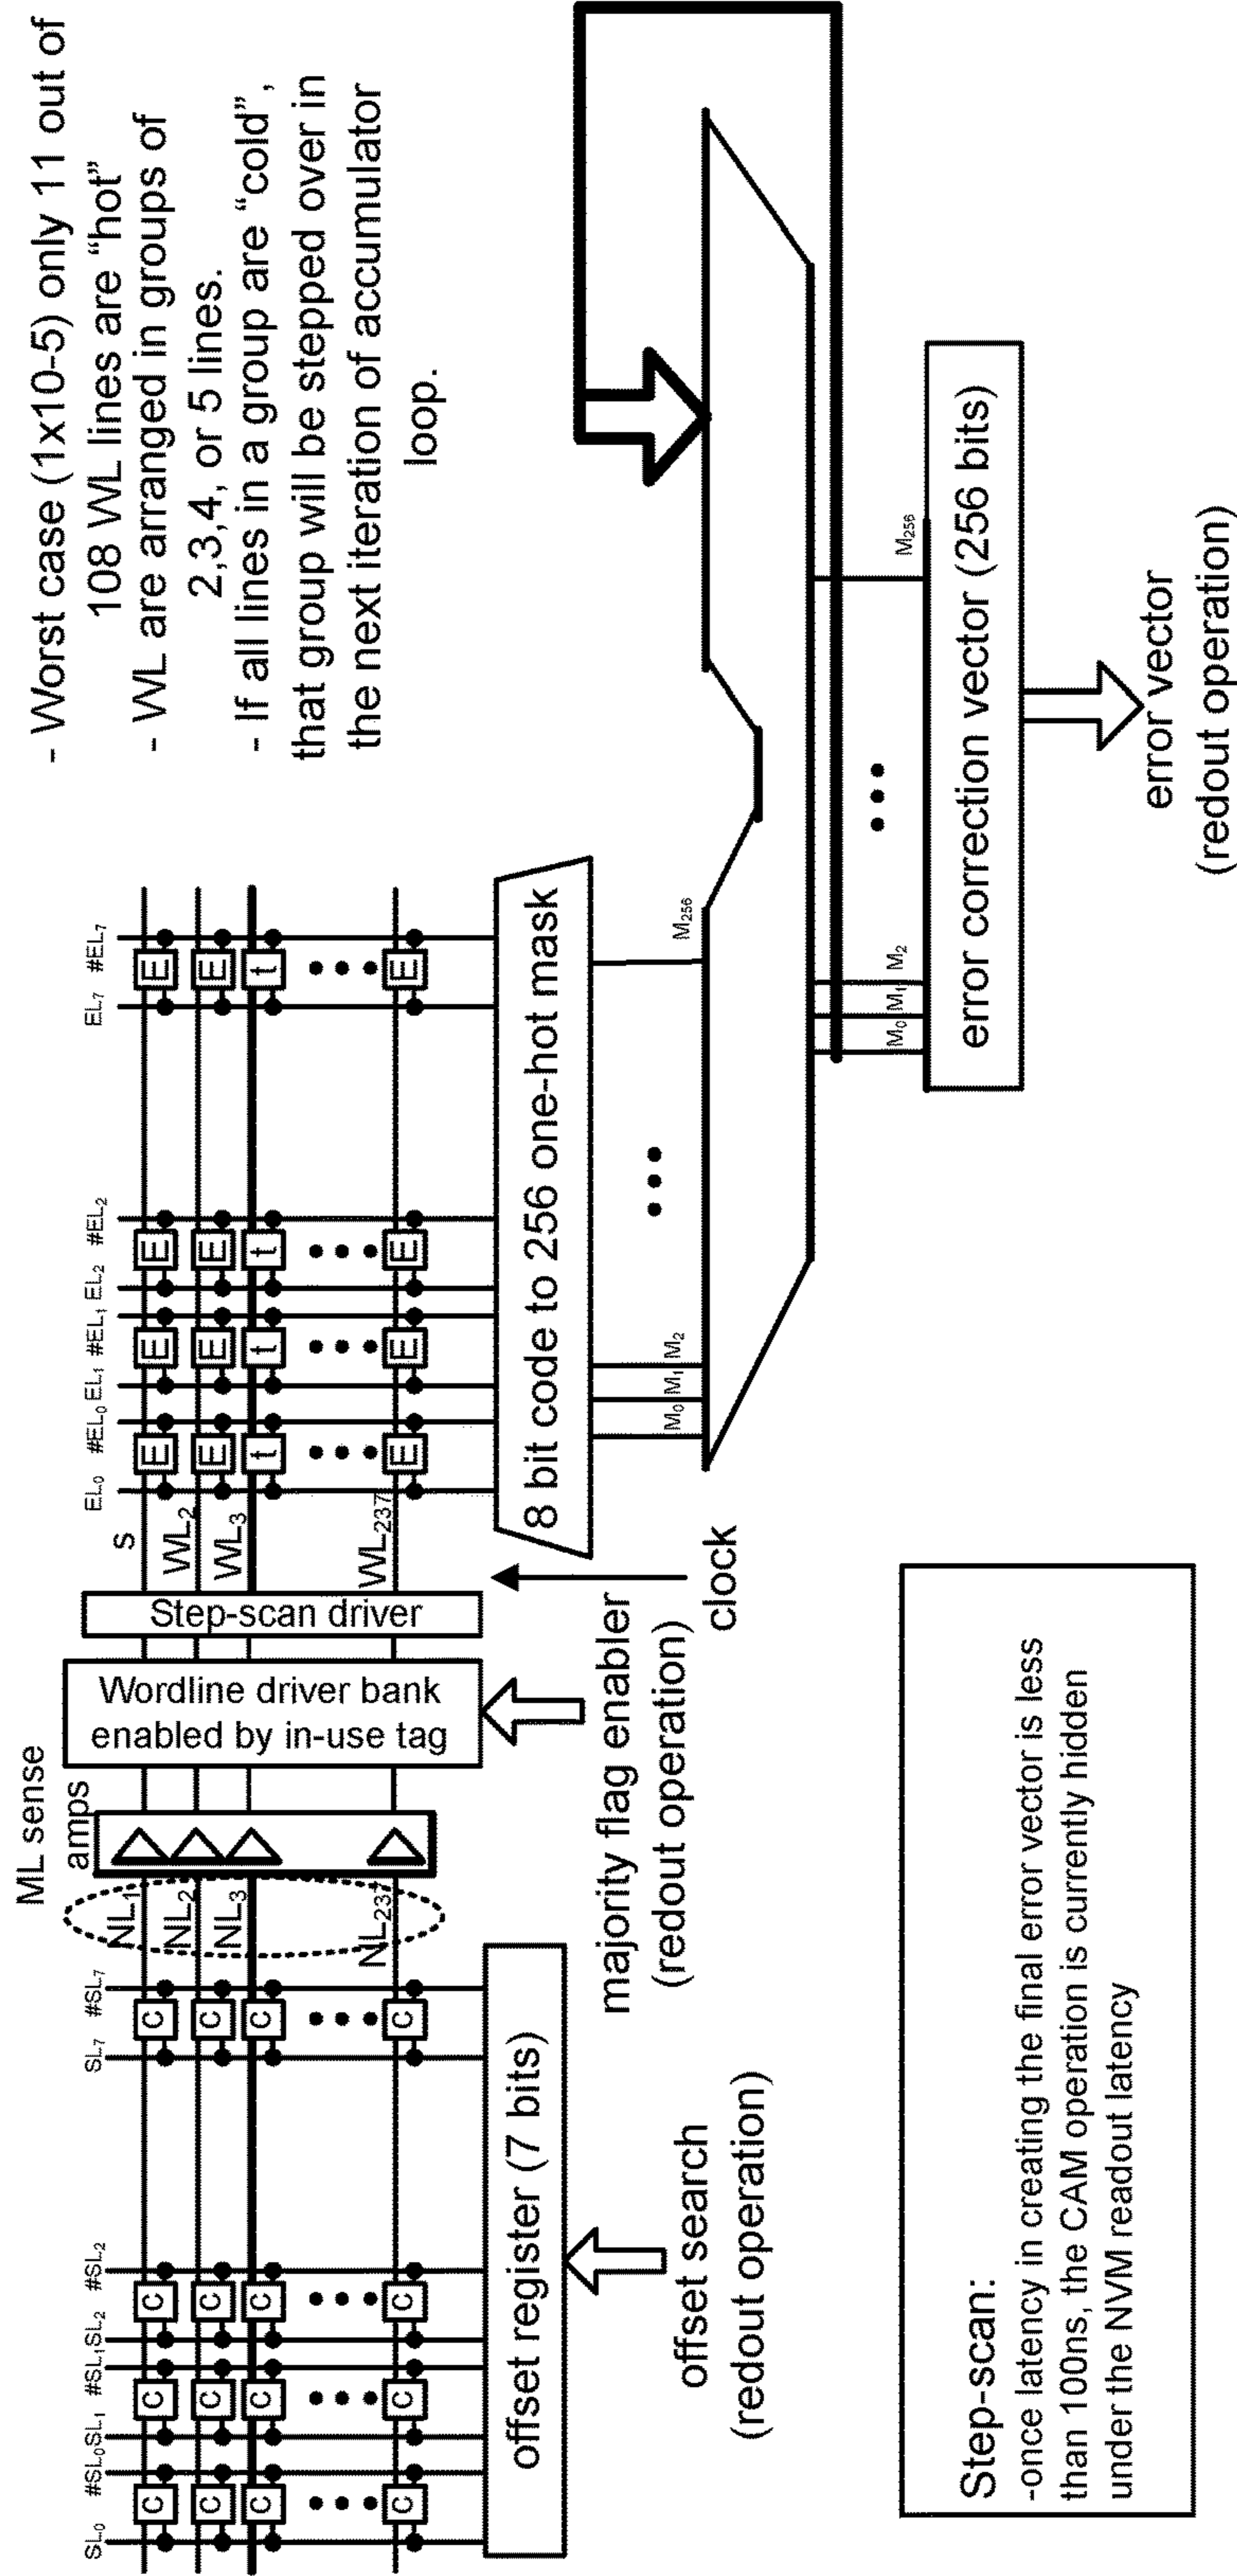 - Worst case (1x10-5) only 11 out of
108 WL lines are “hot”
- WL are arranged in groups of
2,3,4, or 5 lines.
- If all lines in a group are “cold”,
that group will be stepped over in
the next iteration of accumulator
loop.
ML sense
amps
SL₀ #SL₀ SL₁ #SL₁ SL₂ #SL₂ SL₇ #SL₇
EL₀ #EL₀ EL₁ #EL₁ EL₂ #EL₂ EL₇ #EL₇
C C C C NL₁ s E E E E
C C C C NL₂ WL₂ E E E E
C C C C NL₃ WL₃ t t t t
C C C C WL₂₃₇ E E E E
Wordline driver bank
enabled by in-use tag
Step-scan driver
offset register (7 bits)
8 bit code to 256 one-hot mask
offset search
(redout operation)
majority flag enabler
(redout operation)
clock
M₀ M₁ M₂ M₂₅₆
M₀ M₁ M₂ M₂₅₆
error correction vector (256 bits)
error vector
(redout operation)
Step-scan:
-once latency in creating the final error vector is less
than 100ns, the CAM operation is currently hidden
under the NVM readout latency